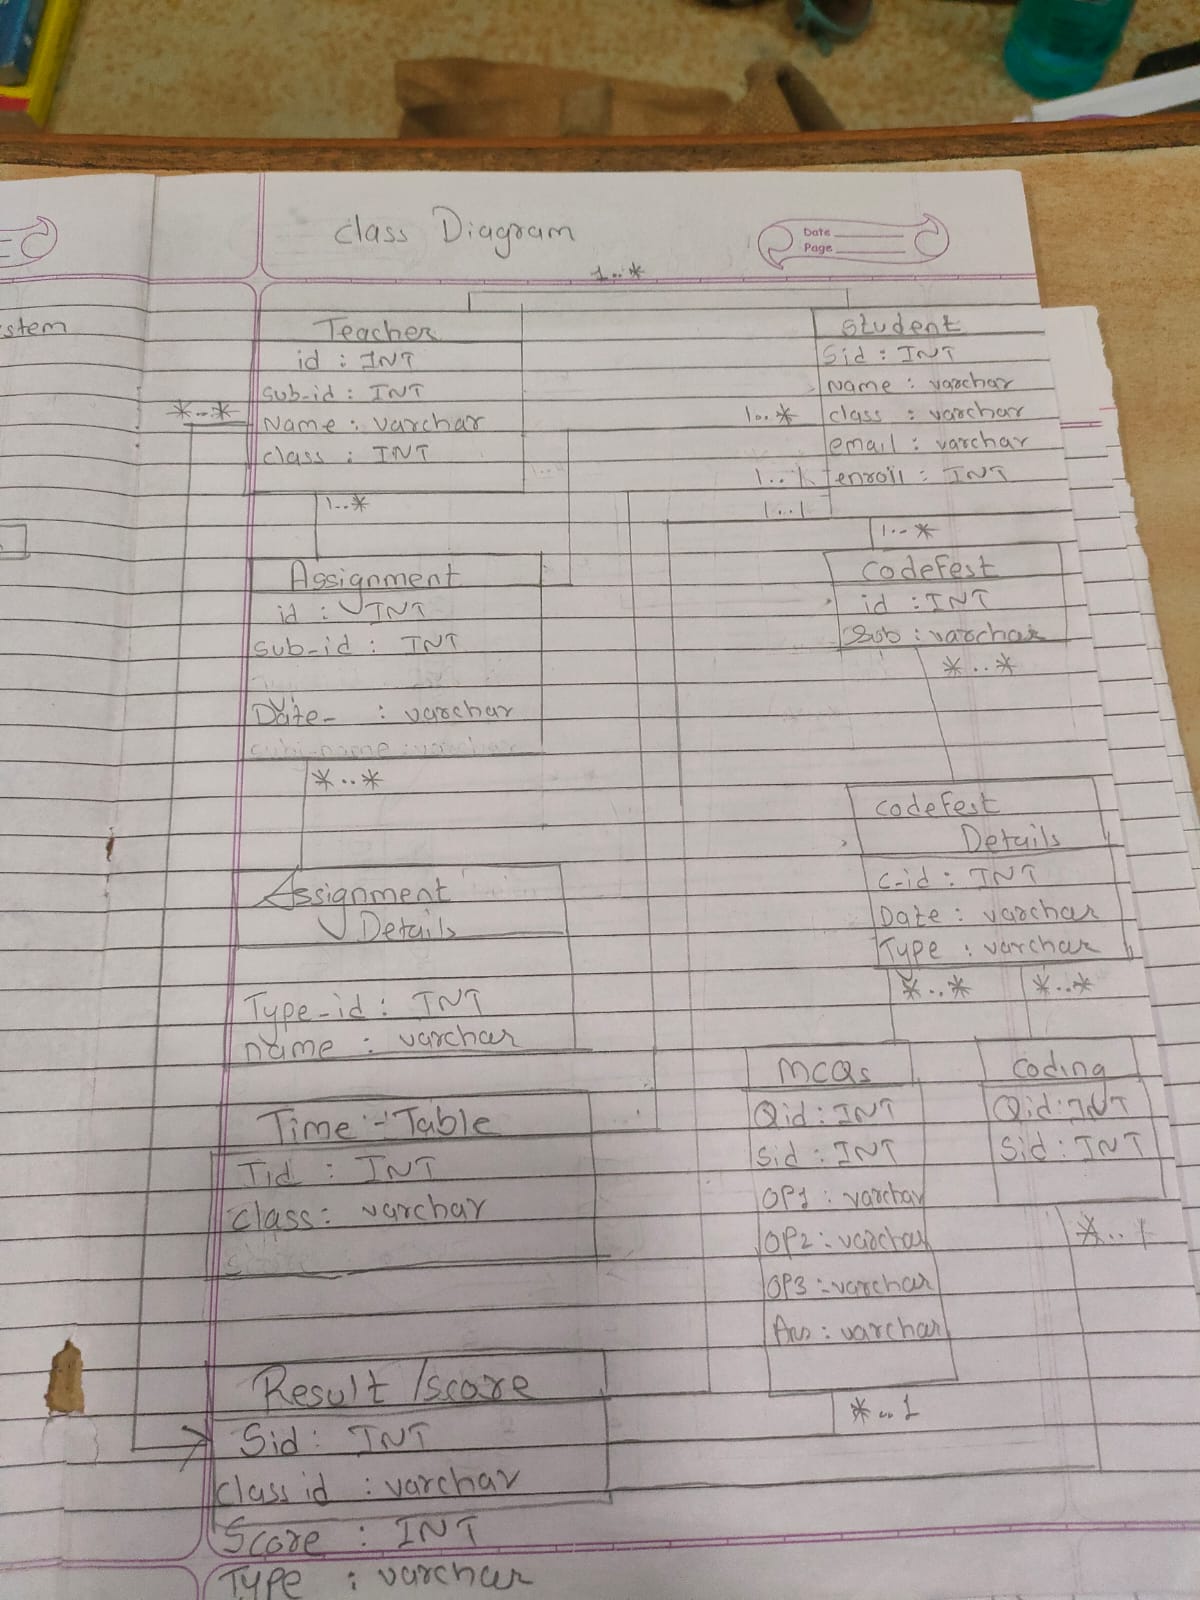 stem
class Diagram
Date
Page
1..*
Teacher
id : INT
sub-id : INT
Name : varchar
class : INT
*..*
1..*
Student
Sid : INT
Name : varchar
class : varchar
email : varchar
enroll : INT
1..*
1..1
1...1
1..*
Assignment
id : INT
sub-id : INT
Date- : varchar
*..*
Codefest
id : INT
Sub : varchar
*..*
Assignment
Details
Type-id : INT
name : varchar
codefest
Details
c-id : INT
Date : varchar
Type : varchar
*..*
*..*
Time-Table
Tid : INT
class : varchar
MCQs
Qid : INT
Sid : INT
OP1 : varchar
OP2 : varchar
OP3 : varchar
Ans : varchar
*..1
Coding
Qid : INT
Sid : INT
Result /score
Sid : INT
class id : varchar
Score : INT
Type : varchar